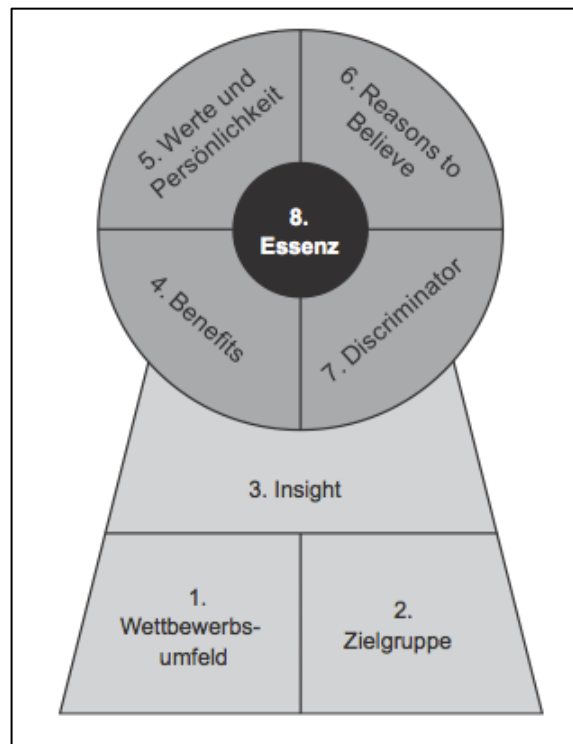 5. Werte und
Persönlichkeit
6. Reasons to
Believe
8.
Essenz
4. Benefits
7. Discriminator
3. Insight
1.
Wettbewerbs-
umfeld
2.
Zielgruppe